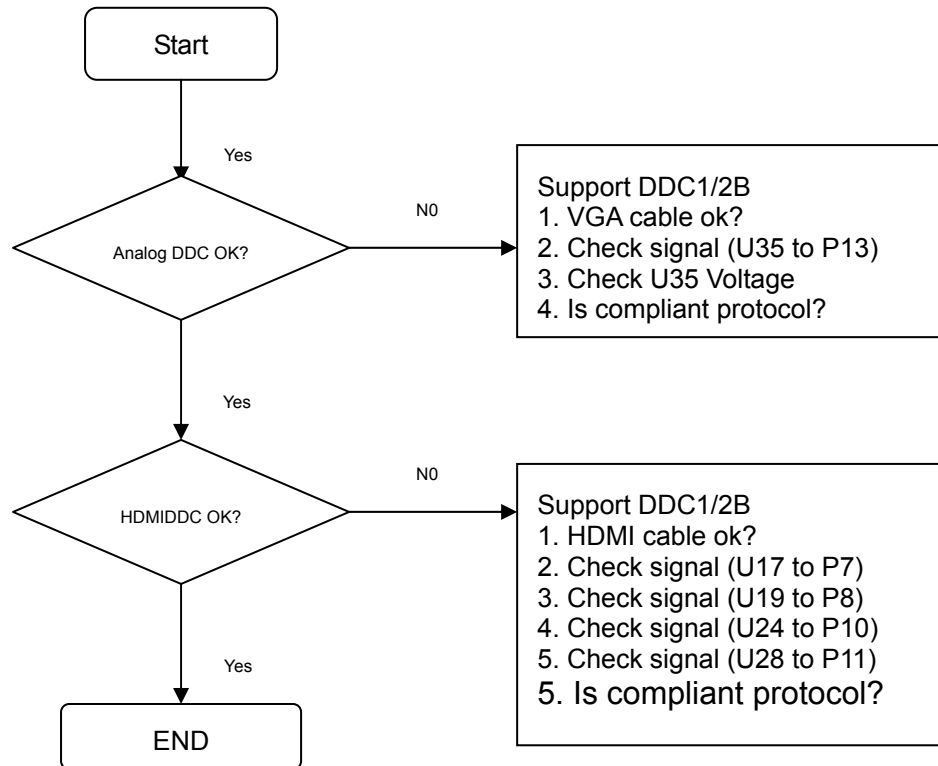 Start
Yes
Analog DDC OK?
N0
Support DDC1/2B
1. VGA cable ok?
2. Check signal (U35 to P13)
3. Check U35 Voltage
4. Is compliant protocol?
Yes
HDMIDDC OK?
N0
Support DDC1/2B
1. HDMI cable ok?
2. Check signal (U17 to P7)
3. Check signal (U19 to P8)
4. Check signal (U24 to P10)
5. Check signal (U28 to P11)
5. Is compliant protocol?
Yes
END